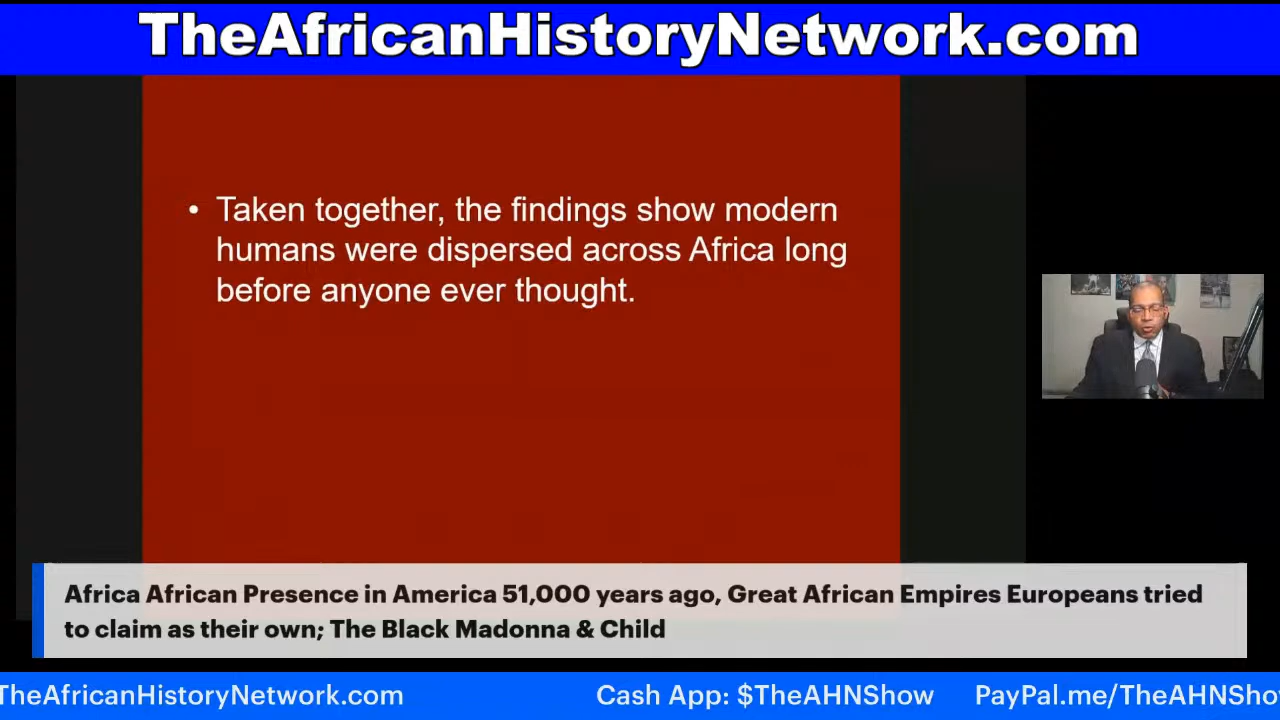 TheAfricanHistoryNetwork.com
• Taken together, the findings show modern
humans were dispersed across Africa long
before anyone ever thought.
Africa African Presence in America 51,000 years ago, Great African Empires Europeans tried
to claim as their own; The Black Madonna & Child
TheAfricanHistoryNetwork.com Cash App: $TheAHNShow PayPal.me/TheAHNSho